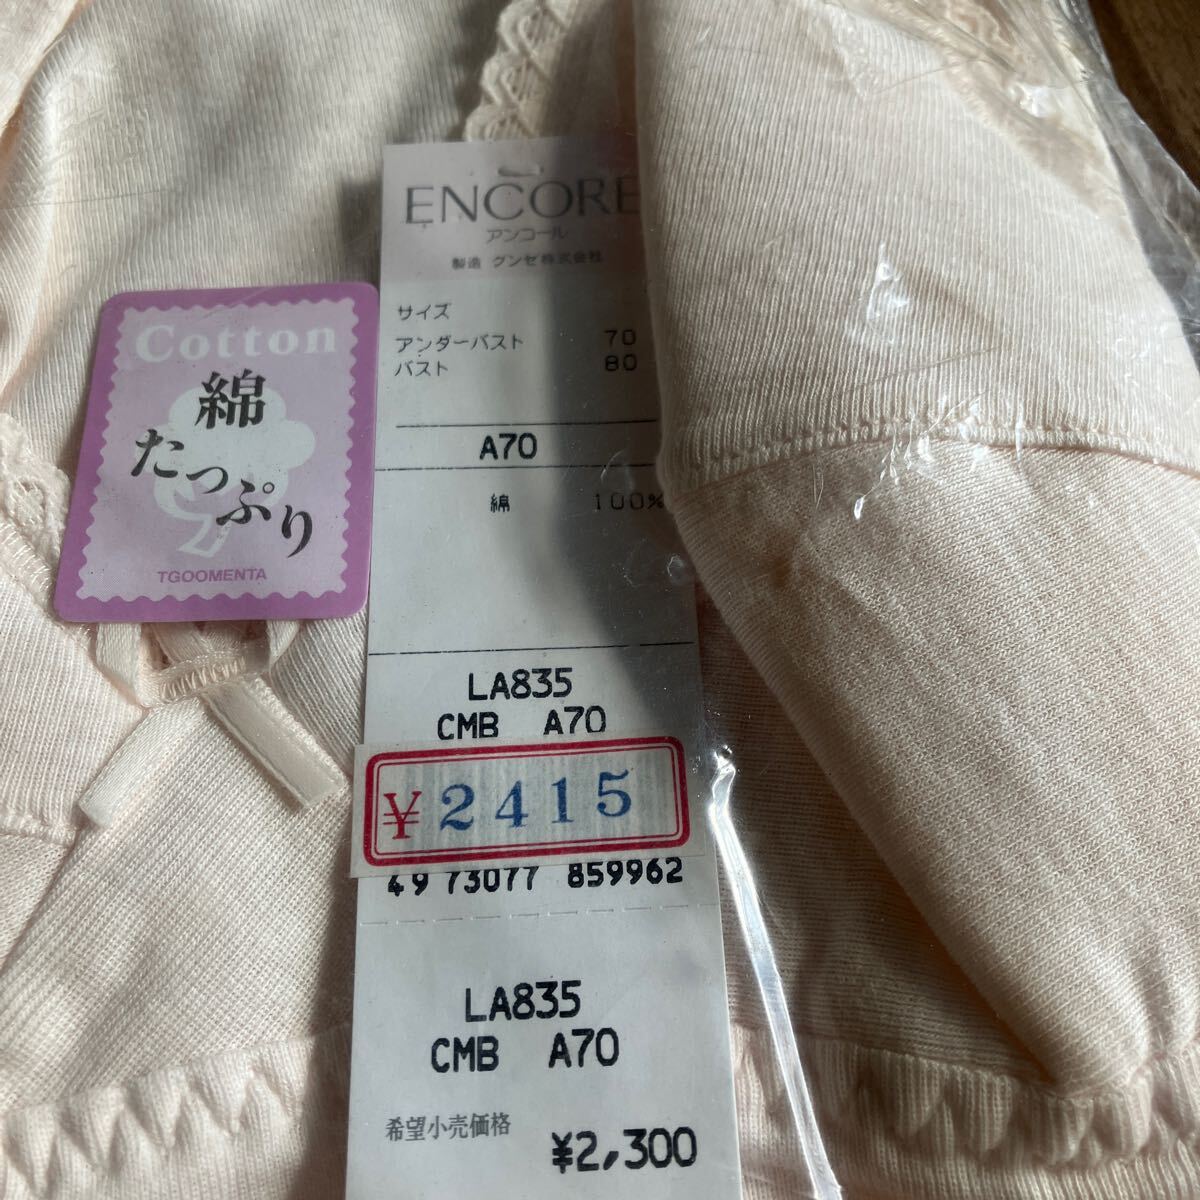 ENCORE
アンコール
製造 グンゼ株式会社
サイズ
アンダーバスト 70
バスト 80
A70
綿 100%
LA835
CMB A70
¥2415
49 73077 859962
LA835
CMB A70
希望小売価格
¥2,300
Cotton
綿
たっぷり
TGOOMENTA